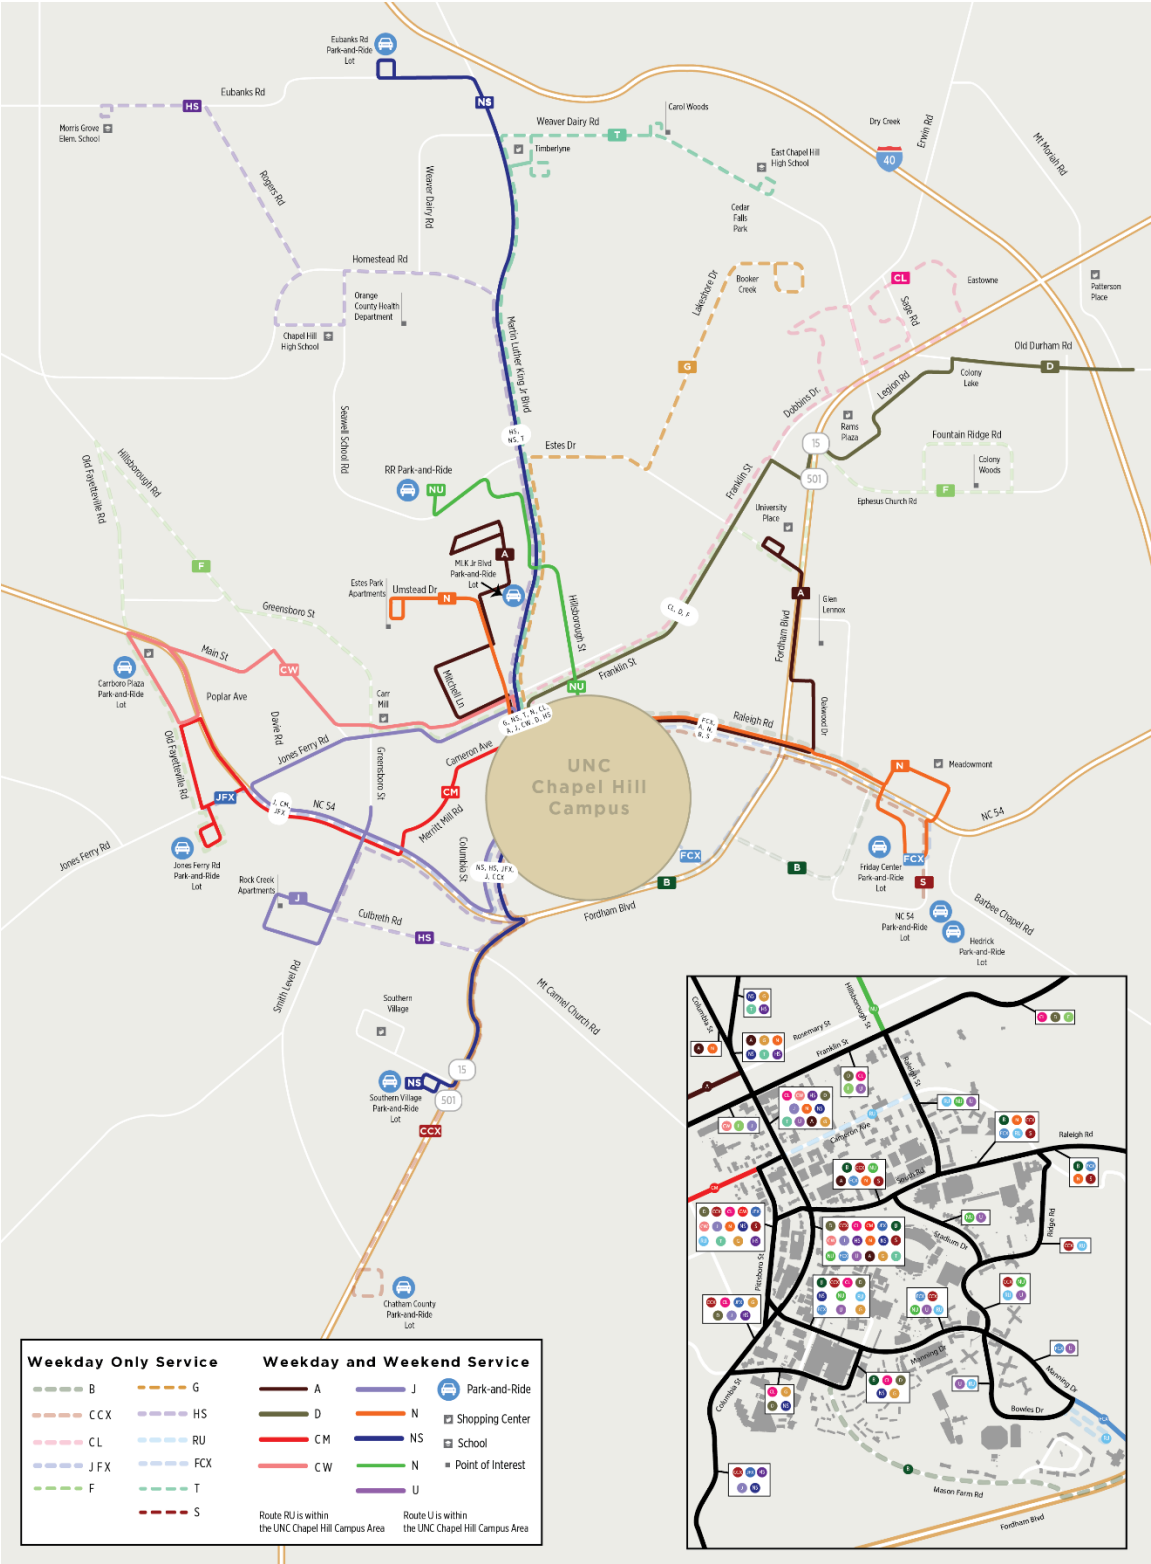 Eubanks Rd
Park-and-Ride
Lot
Eubanks Rd
HS
NS
Morris Grove
Elem. School
Weaver Dairy Rd
T
Carol Woods
Timberlyne
East Chapel Hill
High School
Dry Creek
40
Erwin Rd
Mt Moriah Rd
Rogers Rd
Weaver Dairy Rd
Cedar
Falls
Park
Homestead Rd
Orange
County Health
Department
Chapel Hill
High School
Martin Luther King Jr Blvd
Lakeshore Dr
Booker
Creek
CL
Sage Rd
Eastowne
Patterson
Place
Old Durham Rd
G
D
Colony
Lake
Legion Rd
Dobbins Dr.
Rams
Plaza
15
501
Fountain Ridge Rd
Colony
Woods
F
Ephesus Church Rd
Seawell School Rd
HS,
NS, T
Estes Dr
RR Park-and-Ride
NU
Franklin St
University
Place
Old Fayetteville Rd
Hillsborough Rd
F
A
MLK Jr Blvd
Park-and-Ride
Lot
Estes Park
Apartments
Umstead Dr
N
Hillsborough St
CL, D, F
A
Glen
Lennox
Fordham Blvd
Greensboro St
Main St
CW
Carrboro Plaza
Park-and-Ride
Lot
Poplar Ave
Mitchell Ln
Franklin St
NU
Carr
Mill
Oakwood Dr
G, NS, T, N, CL,
A, J, CW, D, HS
FCX,
A, N,
B, S
Raleigh Rd
Old Fayetteville Rd
Davie Rd
Jones Ferry Rd
Greensboro St
Cameron Ave
UNC
Chapel Hill
Campus
N
Meadowmont
CM
JFX
J, CM,
JFX
NC 54
Merritt Mill Rd
NC 54
Jones Ferry Rd
Jones Ferry Rd
Park-and-Ride
Lot
Columbia St
NS, HS, JFX,
J, CCX
FCX
B
B
Friday Center
Park-and-Ride
Lot
FCX
S
Rock Creek
Apartments
J
Culbreth Rd
HS
Fordham Blvd
NC 54
Park-and-Ride
Lot
Hedrick
Park-and-Ride
Lot
Barbee Chapel Rd
Smith Level Rd
Mt Carmel Church Rd
Southern
Village
15
NS
501
Southern Village
Park-and-Ride
Lot
CCX
Chatham County
Park-and-Ride
Lot
Columbia St
Rosemary St
Hillsborough St
Franklin St
Raleigh St
Cameron Ave
Raleigh Rd
South Rd
Stadium Dr
Ridge Rd
Pittsboro St
Manning Dr
Manning Dr
Columbia St
Bowles Dr
Mason Farm Rd
Fordham Blvd
Weekday Only Service
B
CCX
CL
JFX
F
G
HS
RU
FCX
T
S
Weekday and Weekend Service
A
D
CM
CW
J
N
NS
N
U
Park-and-Ride
Shopping Center
School
Point of Interest
Route RU is within
the UNC Chapel Hill Campus Area
Route U is within
the UNC Chapel Hill Campus Area